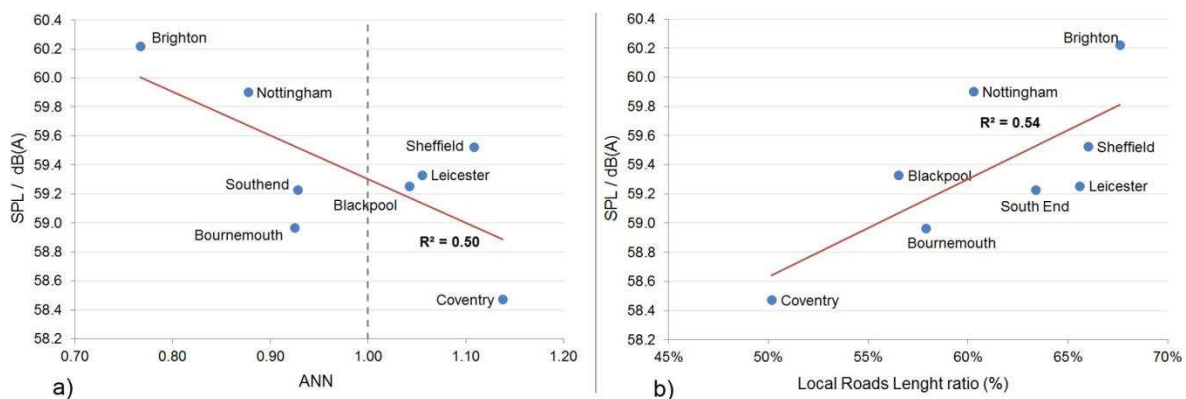 60.4
60.2
60.0
59.8
59.6
59.4
59.2
59.0
58.8
58.6
58.4
58.2
SPL / dB(A)
Brighton
Nottingham
Sheffield
Leicester
Southend
Blackpool
Bournemouth
R² = 0.50
Coventry
0.70 0.80 0.90 1.00 1.10 1.20
a) ANN
60.4
60.2
60.0
59.8
59.6
59.4
59.2
59.0
58.8
58.6
58.4
58.2
SPL / dB(A)
Brighton
Nottingham
R² = 0.54
Sheffield
Blackpool
Leicester
South End
Bournemouth
Coventry
45% 50% 55% 60% 65% 70%
b) Local Roads Lenght ratio (%)